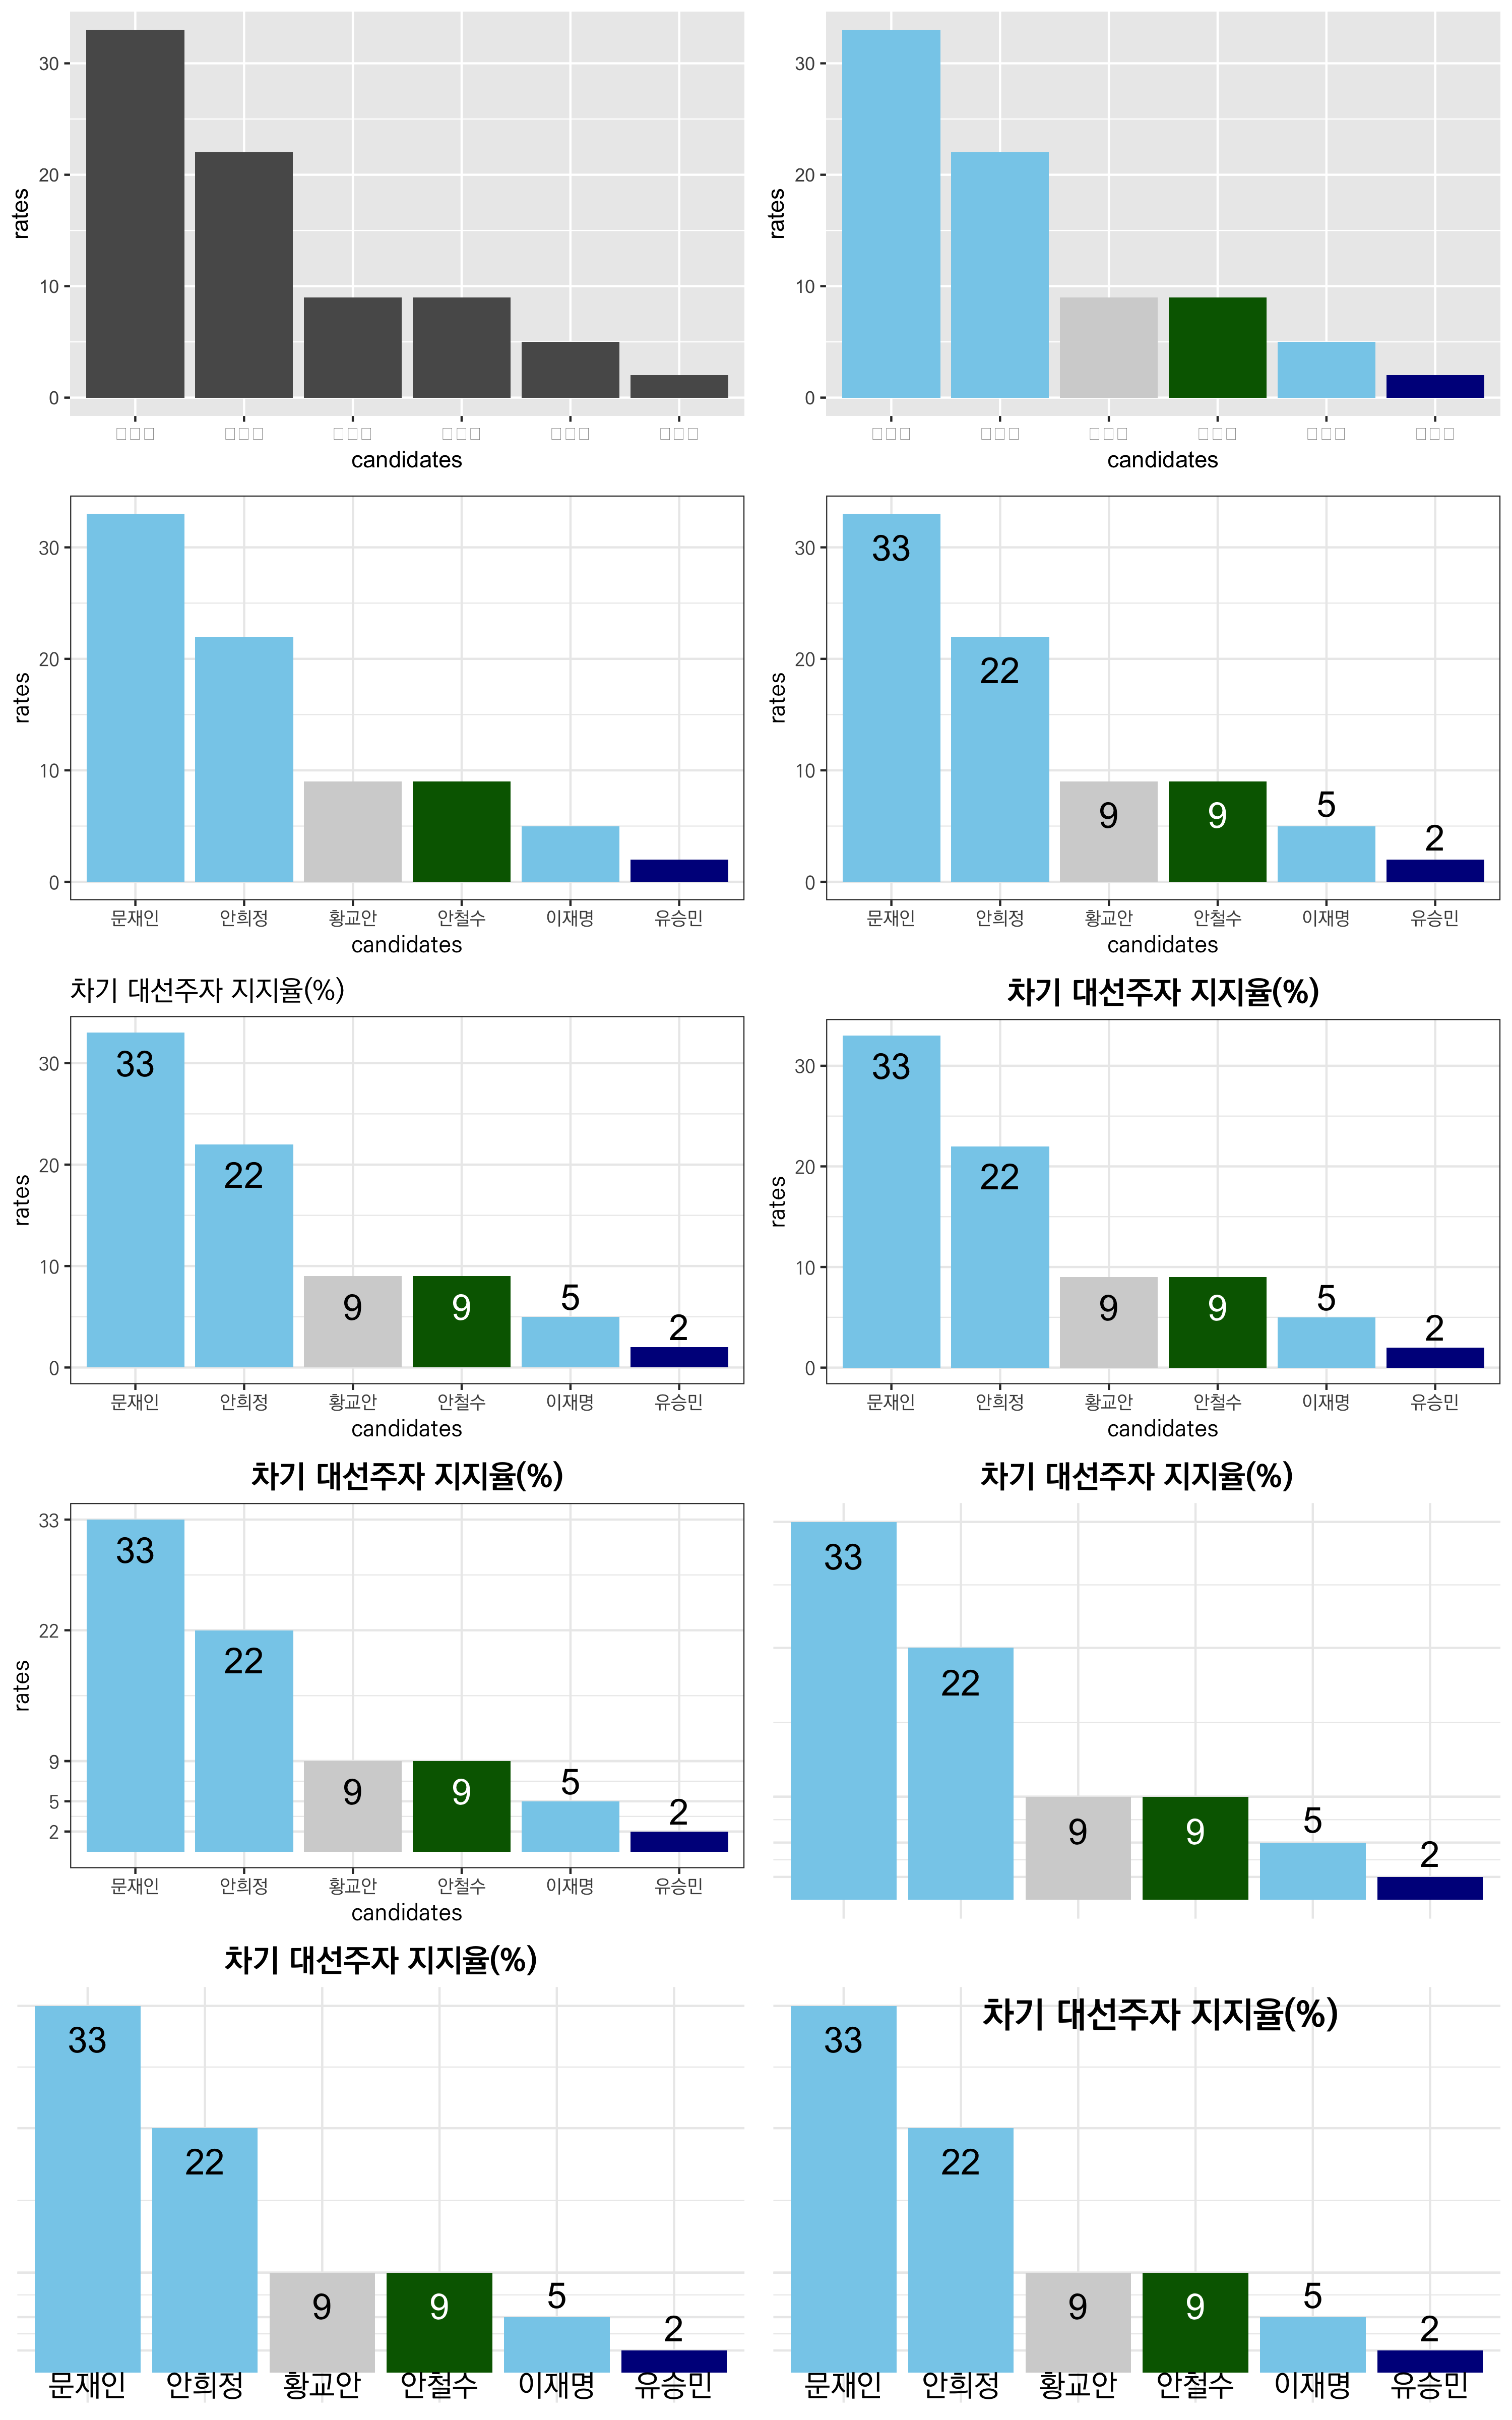 30
20
10
0
rates
candidates
30
20
10
0
rates
candidates
30
20
10
0
rates
문재인 안희정 황교안 안철수 이재명 유승민
candidates
30
20
10
0
rates
33
22
9
9
5
2
문재인 안희정 황교안 안철수 이재명 유승민
candidates
차기 대선주자 지지율(%)
30
20
10
0
rates
33
22
9
9
5
2
문재인 안희정 황교안 안철수 이재명 유승민
candidates
차기 대선주자 지지율(%)
30
20
10
0
rates
33
22
9
9
5
2
문재인 안희정 황교안 안철수 이재명 유승민
candidates
차기 대선주자 지지율(%)
33
22
9
5
2
rates
33
22
9
9
5
2
문재인 안희정 황교안 안철수 이재명 유승민
candidates
차기 대선주자 지지율(%)
33
22
9
9
5
2
차기 대선주자 지지율(%)
33
22
9
9
5
2
문재인 안희정 황교안 안철수 이재명 유승민
차기 대선주자 지지율(%)
33
22
9
9
5
2
문재인 안희정 황교안 안철수 이재명 유승민